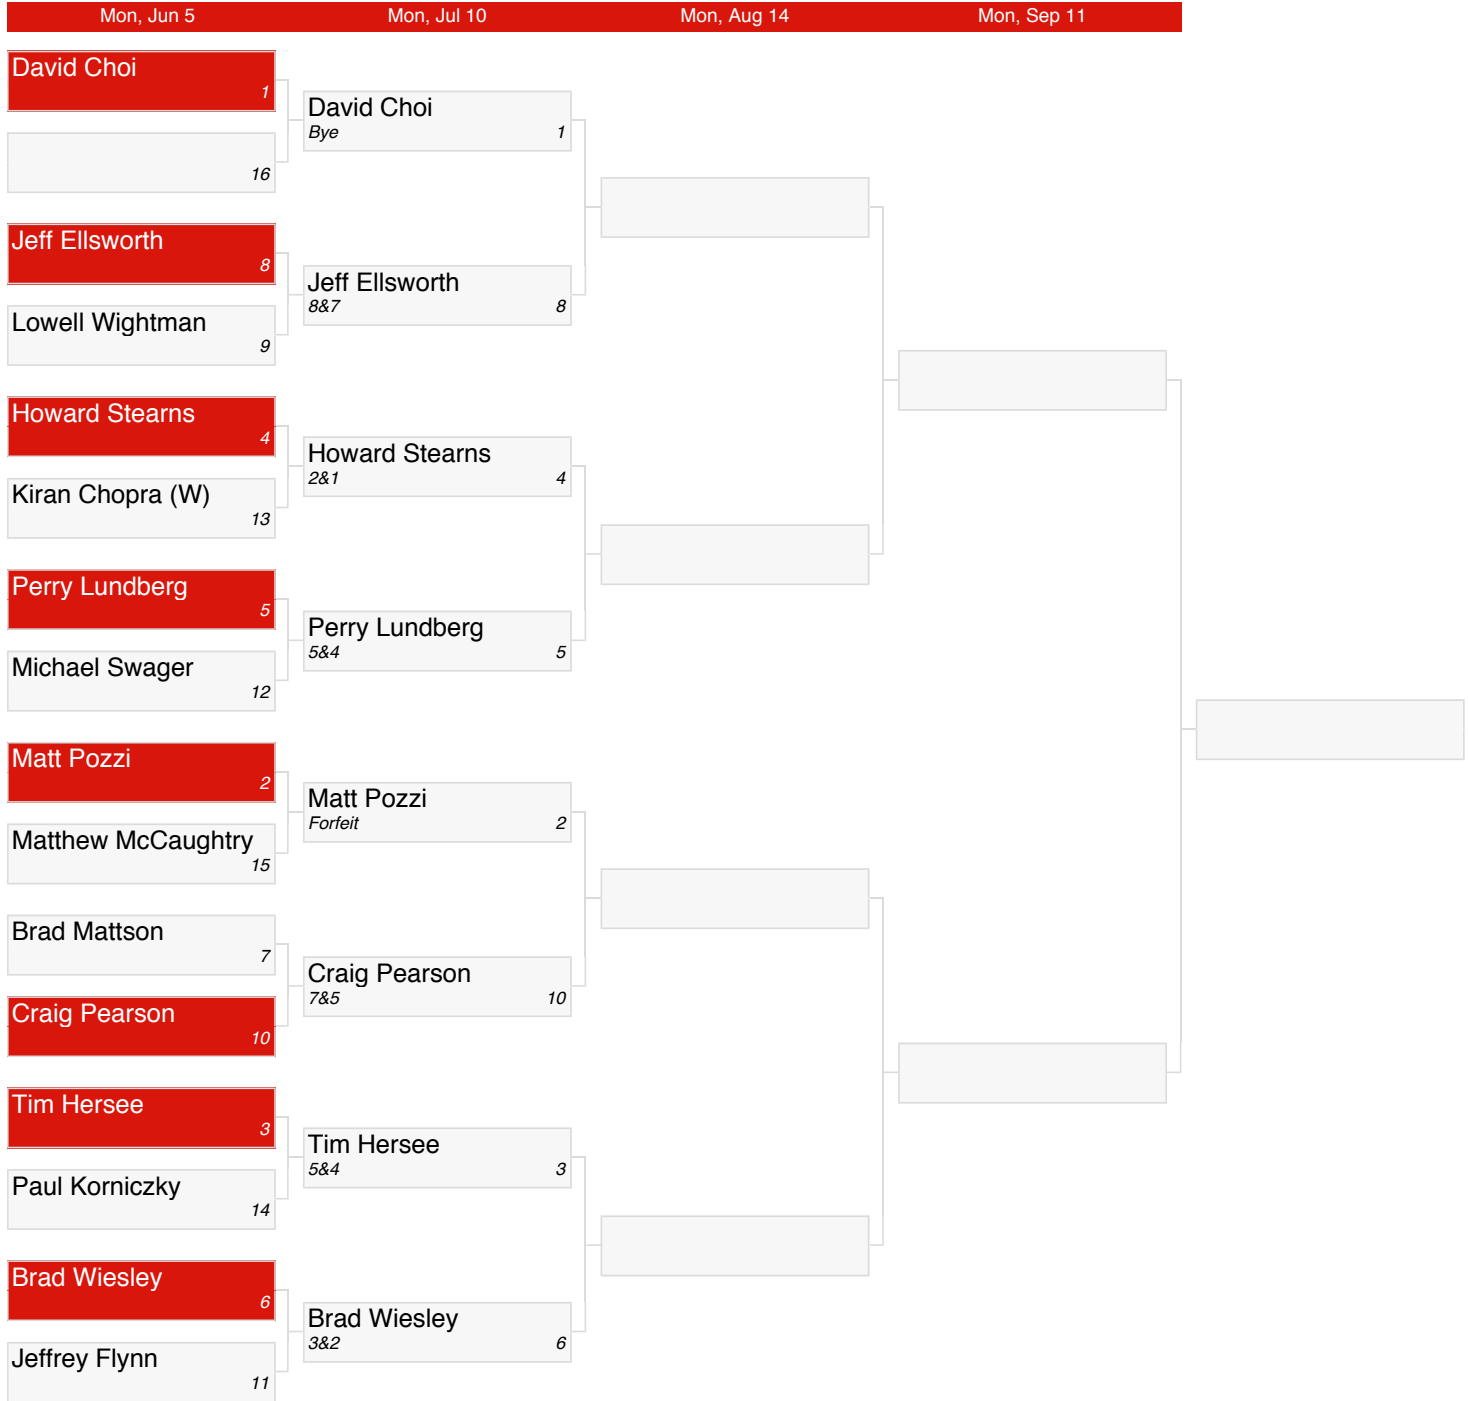 Mon, Jun 5
Mon, Jul 10
Mon, Aug 14
Mon, Sep 11
David Choi
1
16
Jeff Ellsworth
8
Lowell Wightman
9
Howard Stearns
4
Kiran Chopra (W)
13
Perry Lundberg
5
Michael Swager
12
Matt Pozzi
2
Matthew McCaughtry
15
Brad Mattson
7
Craig Pearson
10
Tim Hersee
3
Paul Korniczky
14
Brad Wiesley
6
Jeffrey Flynn
11
David Choi
Bye 1
Jeff Ellsworth
8&7 8
Howard Stearns
2&1 4
Perry Lundberg
5&4 5
Matt Pozzi
Forfeit 2
Craig Pearson
7&5 10
Tim Hersee
5&4 3
Brad Wiesley
3&2 6